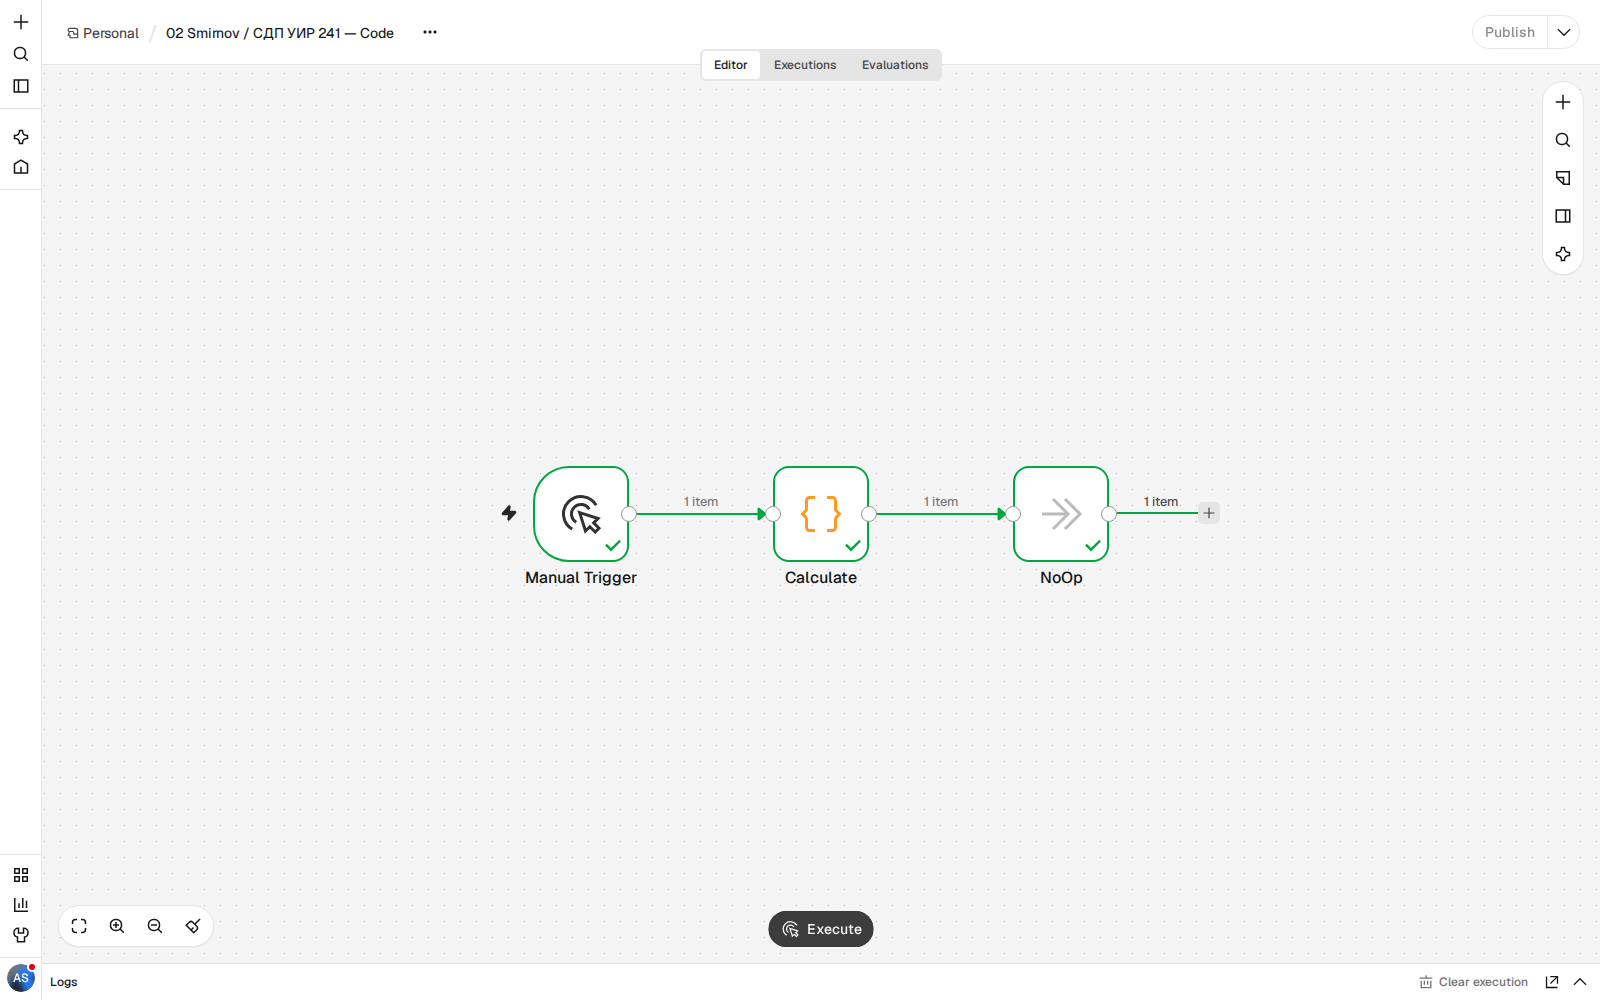 Personal / 02 Smirnov / СДП УИР 241 — Code
Publish
Editor Executions Evaluations
1 item 1 item 1 item
Manual Trigger Calculate NoOp
Execute
AS
Logs Clear execution